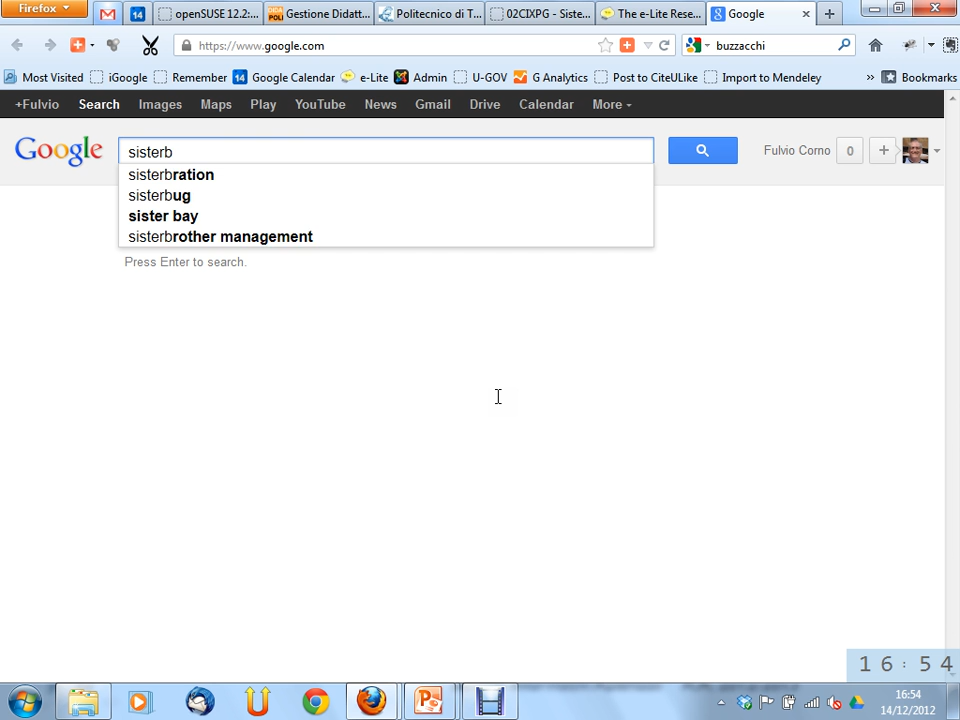 Firefox
14
openSUSE 12.2:...
Gestione Didatt...
Politecnico di T...
02CIXPG - Siste...
The e-Lite Rese...
Google
https://www.google.com
buzzacchi
Most Visited
iGoogle
Remember
14 Google Calendar
e-Lite
Admin
U-GOV
G Analytics
Post to CiteULike
Import to Mendeley
»
Bookmarks
+Fulvio Search Images Maps Play YouTube News Gmail Drive Calendar More
Google
sisterb
Fulvio Corno
0
+
sisterbration
sisterbug
sister bay
sisterbrother management
Press Enter to search.
16:54
16:54
14/12/2012